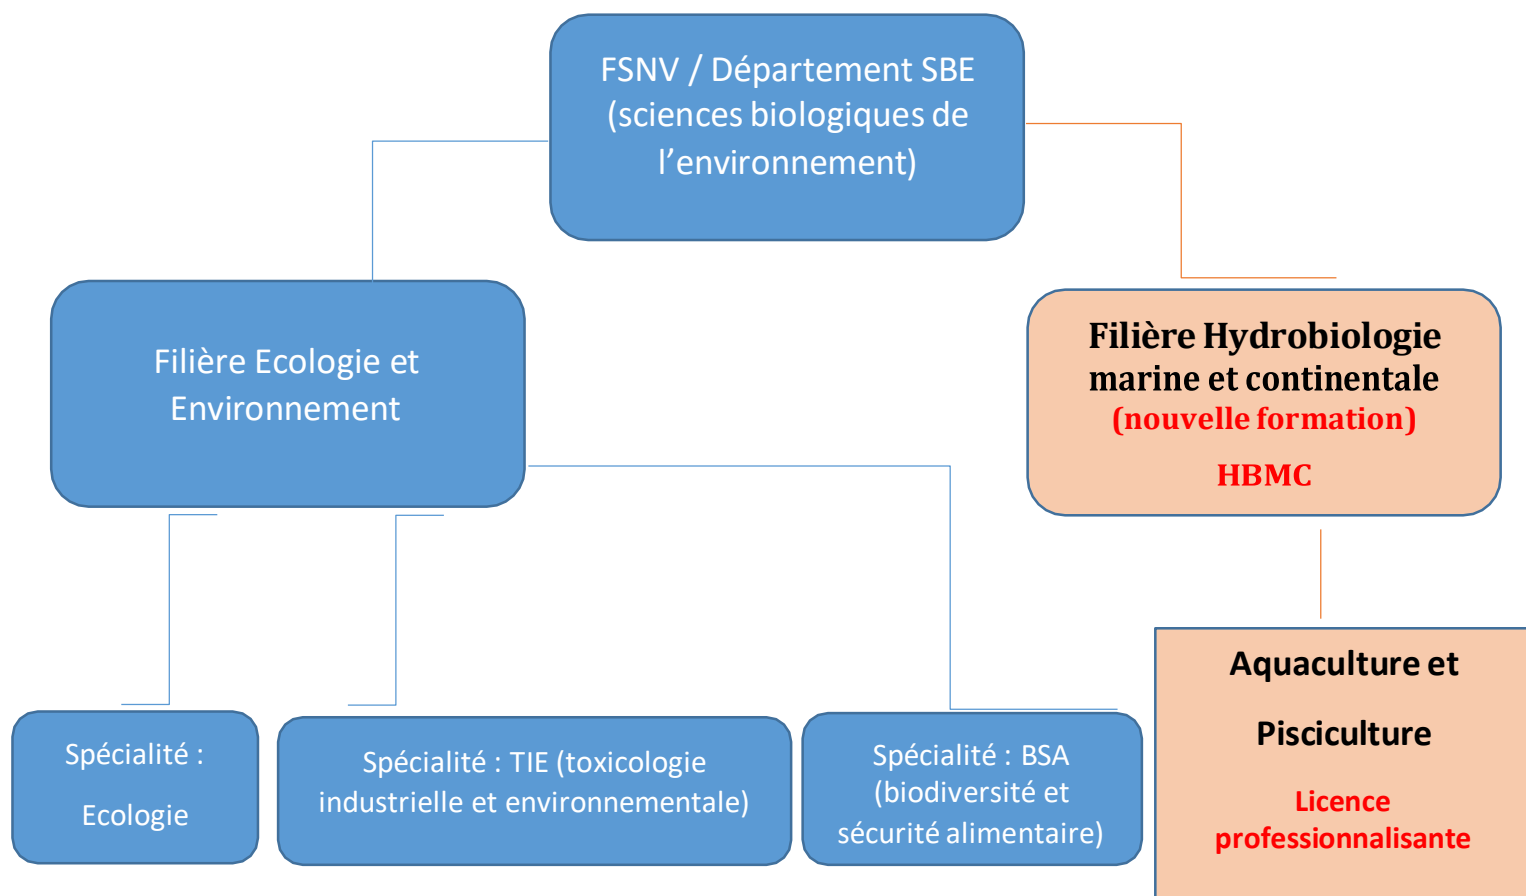 FSNV / Département SBE
(sciences biologiques de
l’environnement)
Filière Ecologie et
Environnement
Filière Hydrobiologie
marine et continentale
(nouvelle formation)
HBMC
Spécialité :
Ecologie
Spécialité : TIE (toxicologie
industrielle et environnementale)
Spécialité : BSA
(biodiversité et
sécurité alimentaire)
Aquaculture et
Pisciculture
Licence
professionnalisante